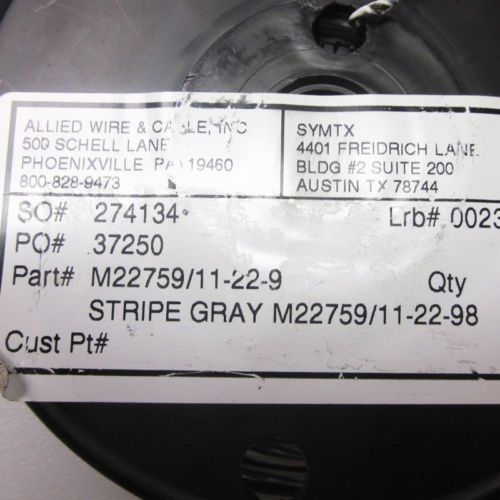 ALLIED WIRE & CABLE, INC
500 SCHELL LANE
PHOENIXVILLE PA 19460
800-828-9473
SYMTX
4401 FREIDRICH LANE
BLDG #2 SUITE 200
AUSTIN TX 78744
SO# 274134
Lrb# 0023
PO# 37250
Part# M22759/11-22-9 Qty
STRIPE GRAY M22759/11-22-98
Cust Pt#